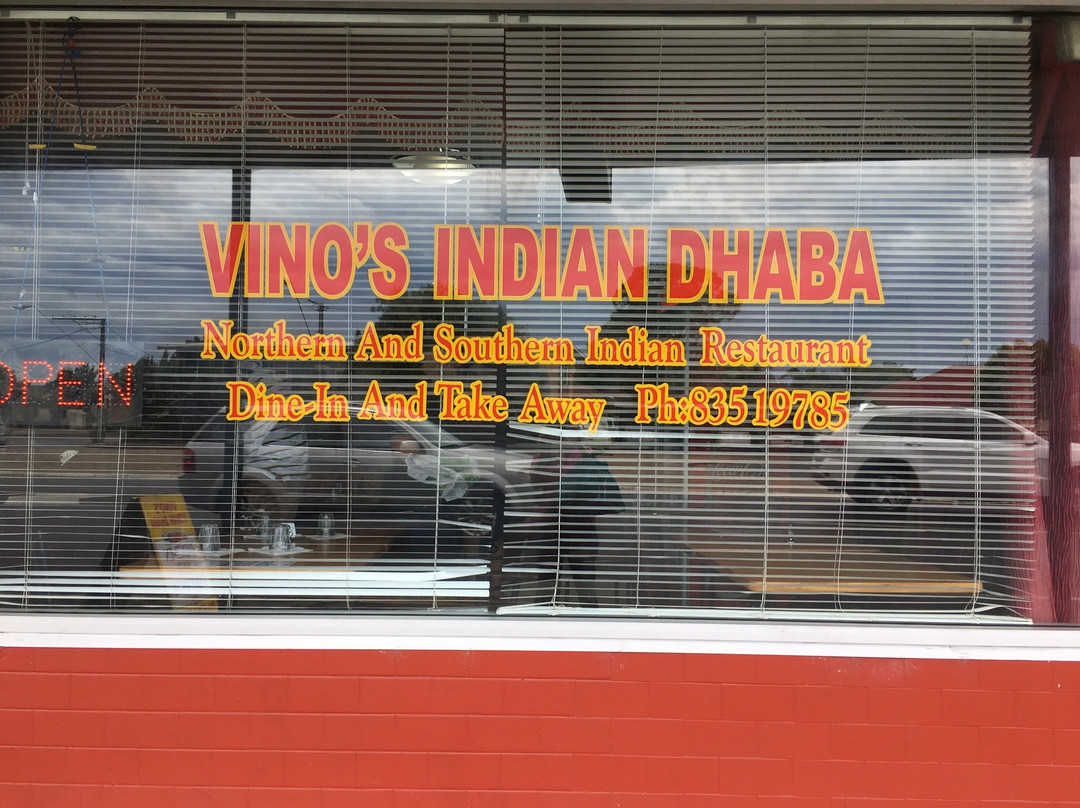 VINO'S INDIAN DHABA
Northern And Southern Indian Restaurant
Dine-In And Take Away Ph:83519785
OPEN